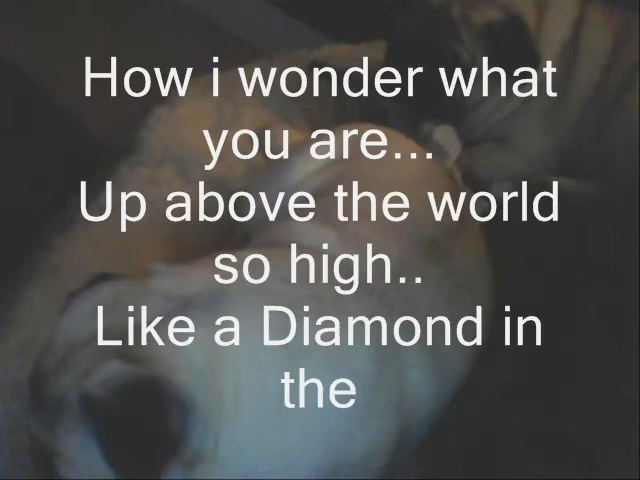 How i wonder what
you are...
Up above the world
so high..
Like a Diamond in
the